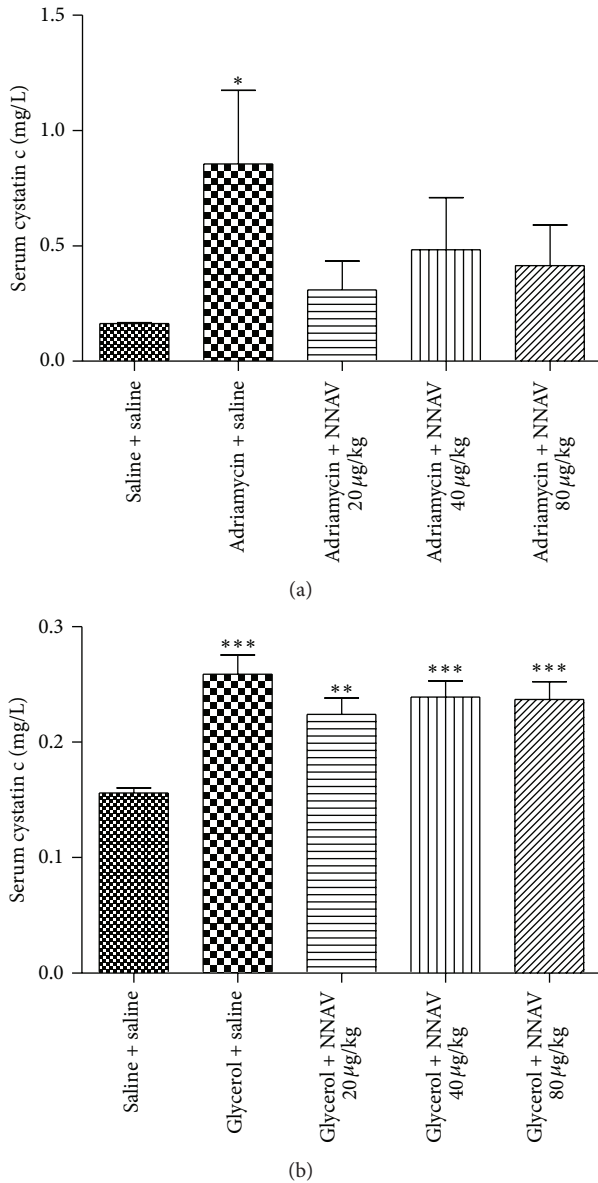 1.5
1.0
0.5
0.0
Serum cystatin c (mg/L)
*
Saline + saline
Adriamycin + saline
Adriamycin + NNAV
20 μg/kg
Adriamycin + NNAV
40 μg/kg
Adriamycin + NNAV
80 μg/kg
(a)
0.3
0.2
0.1
0.0
Serum cystatin c (mg/L)
***
**
***
***
Saline + saline
Glycerol + saline
Glycerol + NNAV
20 μg/kg
Glycerol + NNAV
40 μg/kg
Glycerol + NNAV
80 μg/kg
(b)